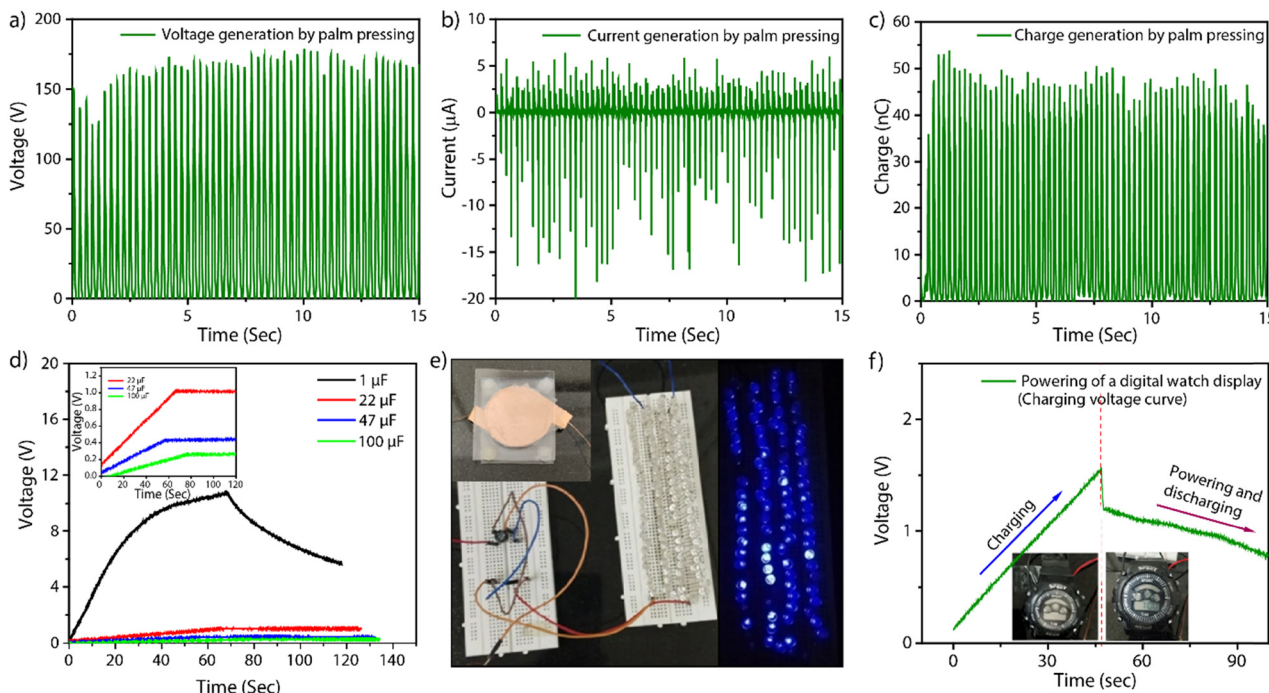 a)
Voltage generation by palm pressing
200
150
100
50
0
Voltage (V)
0
5
10
15
Time (Sec)
b)
Current generation by palm pressing
10
5
0
-5
-10
-15
-20
Current (µA)
0
5
10
15
Time (Sec)
c)
Charge generation by palm pressing
60
50
40
30
20
10
0
Charge (nC)
0
5
10
15
Time (Sec)
d)
20
16
12
8
4
0
Voltage (V)
0
20
40
60
80
100
120
140
Time (Sec)
1 µF
22 µF
47 µF
100 µF
22 µF
47 µF
100 µF
1.0
0.8
0.6
0.4
0.2
0.0
Voltage (V)
0
20
40
60
80
100
120
Time (Sec)
e)
f)
Powering of a digital watch display
(Charging voltage curve)
2
1
0
Voltage (V)
Charging
Powering and
discharging
SPORT
SPORT
0
30
60
90
Time (sec)